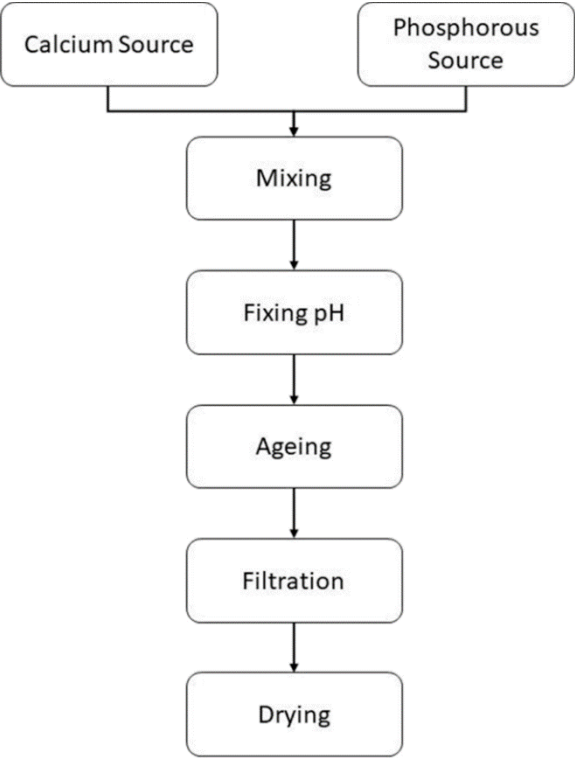 Calcium Source
Phosphorous
Source
Mixing
Fixing pH
Ageing
Filtration
Drying